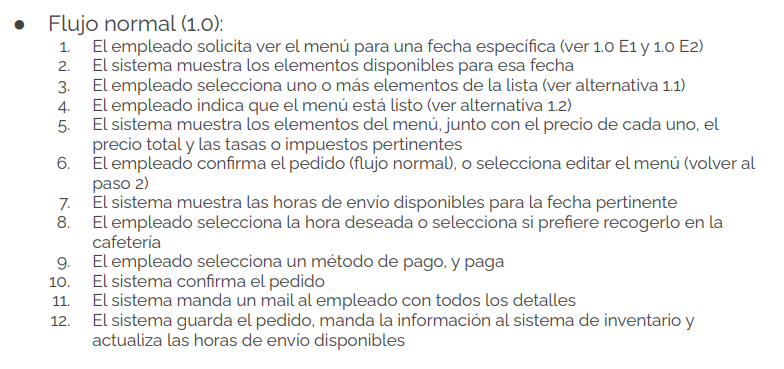 ● Flujo normal (1.0):
1. El empleado solicita ver el menú para una fecha específica (ver 1.0 E1 y 1.0 E2)
2. El sistema muestra los elementos disponibles para esa fecha
3. El empleado selecciona uno o más elementos de la lista (ver alternativa 1.1)
4. El empleado indica que el menú está listo (ver alternativa 1.2)
5. El sistema muestra los elementos del menú, junto con el precio de cada uno, el
precio total y las tasas o impuestos pertinentes
6. El empleado confirma el pedido (flujo normal), o selecciona editar el menú (volver al
paso 2)
7. El sistema muestra las horas de envío disponibles para la fecha pertinente
8. El empleado selecciona la hora deseada o selecciona si prefiere recogerlo en la
cafetería
9. El empleado selecciona un método de pago, y paga
10. El sistema confirma el pedido
11. El sistema manda un mail al empleado con todos los detalles
12. El sistema guarda el pedido, manda la información al sistema de inventario y
actualiza las horas de envío disponibles